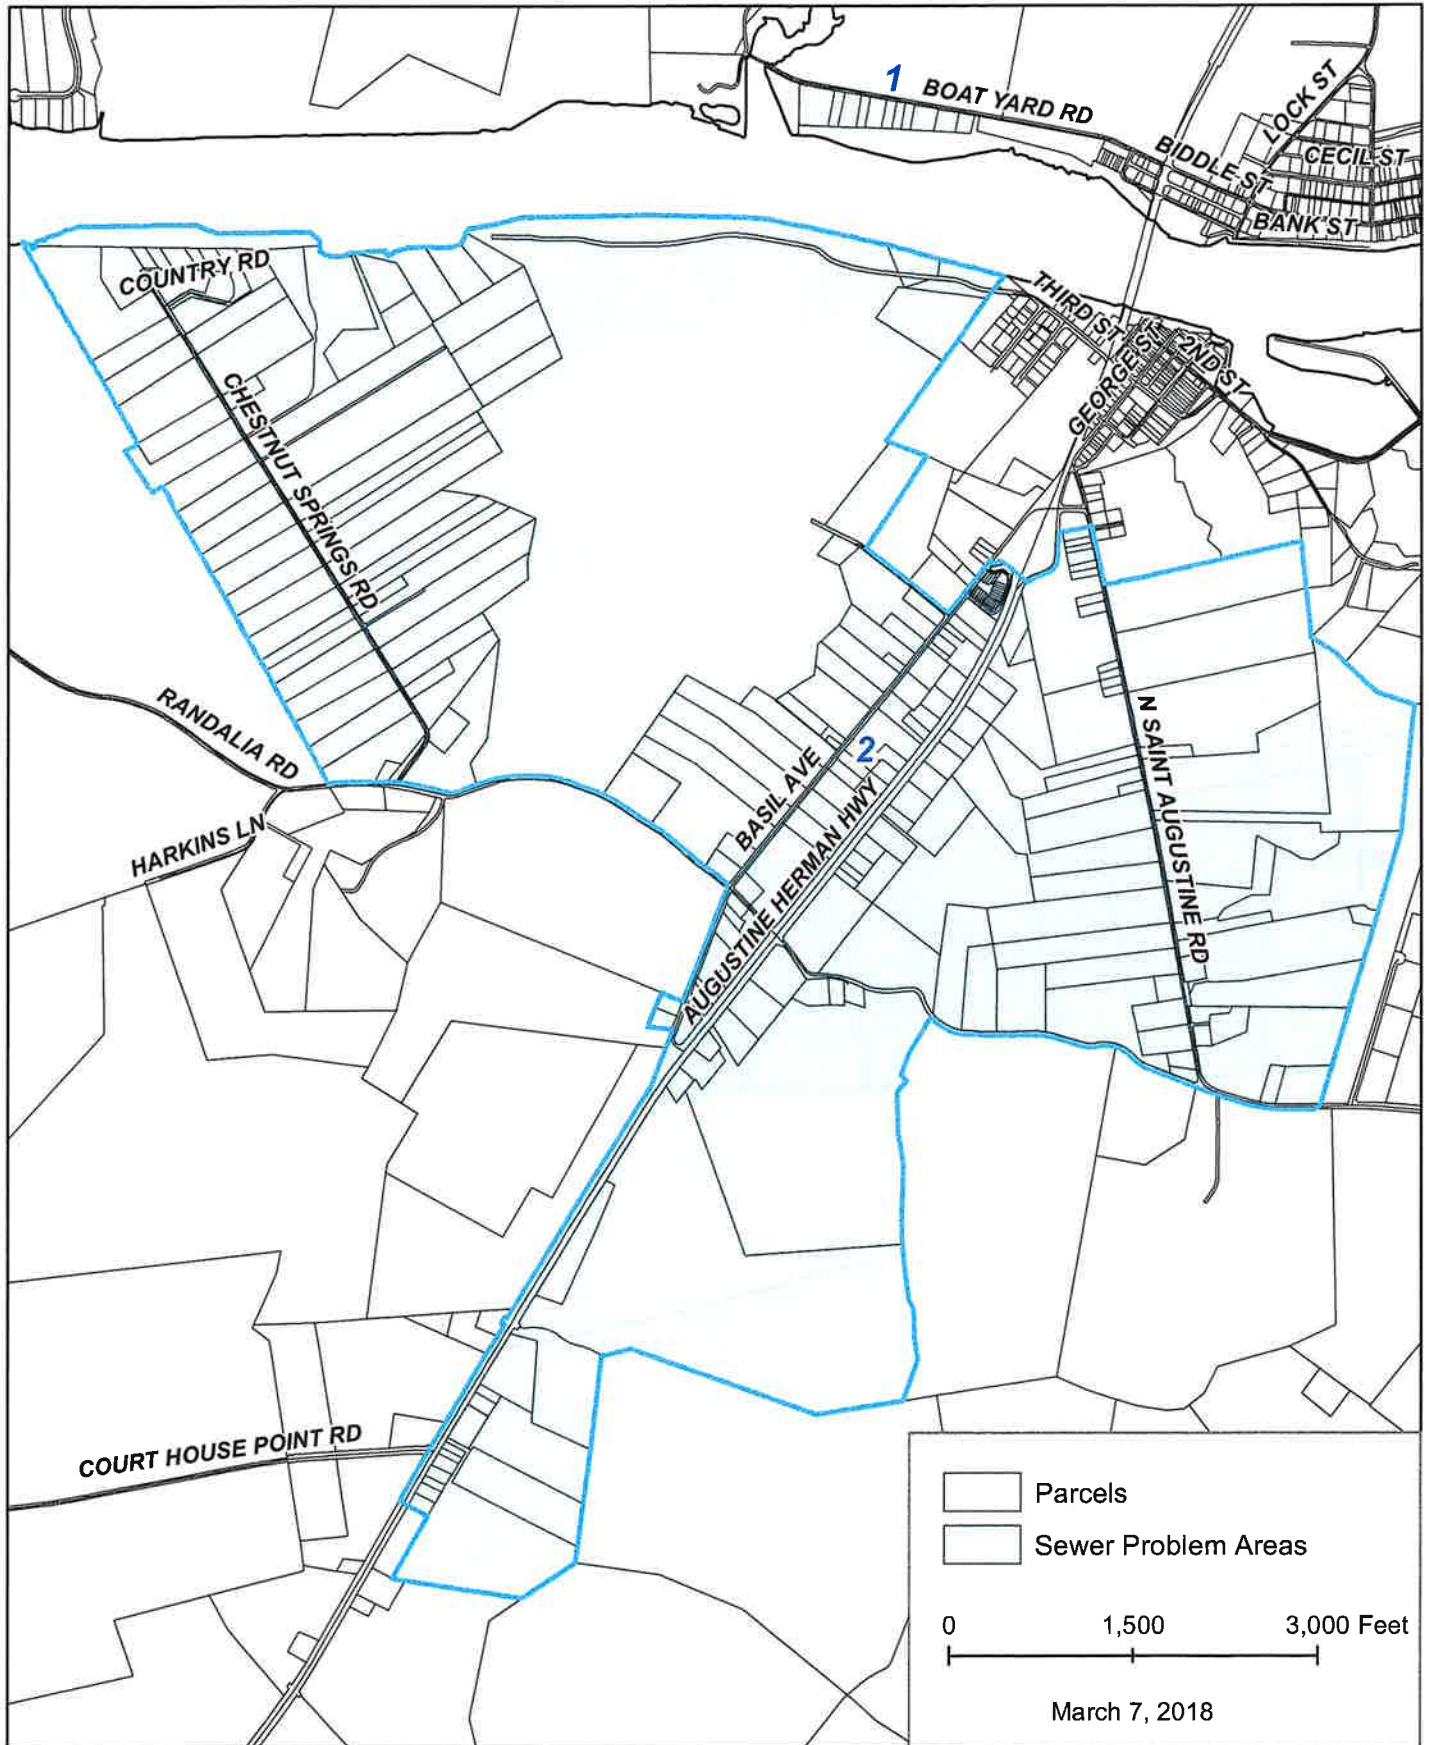 1
BOAT YARD RD
LOCK ST
BIDDLE ST
CECIL ST
BANK ST
COUNTRY RD
THIRD ST
GEORGE ST
2ND ST
CHESTNUT SPRINGS RD
RANDALIA RD
HARKINS LN
BASIL AVE
2
AUGUSTINE HERMAN HWY
N SAINT AUGUSTINE RD
COURT HOUSE POINT RD
Parcels
Sewer Problem Areas
0 1,500 3,000 Feet
March 7, 2018